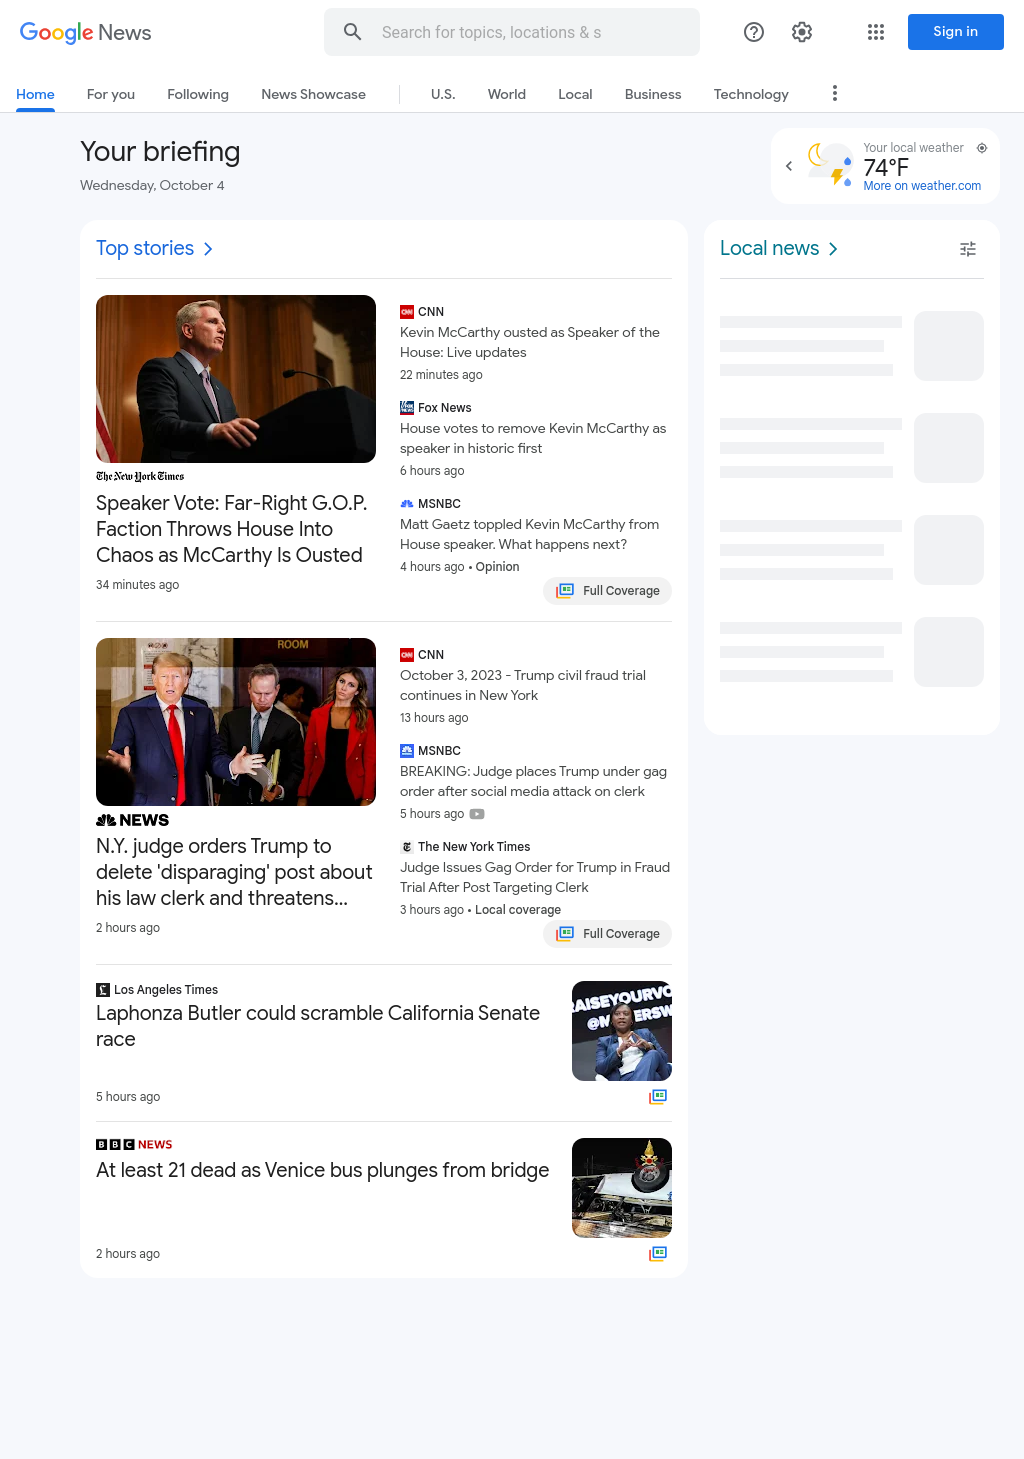 Google News
Search for topics, locations & s
Sign in
Home
For you
Following
News Showcase
U.S.
World
Local
Business
Technology
Your briefing
Wednesday, October 4
Your local weather
74°F
More on weather.com
Top stories
The New York Times
Speaker Vote: Far-Right G.O.P.
Faction Throws House Into
Chaos as McCarthy Is Ousted
34 minutes ago
CNN
CNN
Kevin McCarthy ousted as Speaker of the
House: Live updates
22 minutes ago
Fox News
House votes to remove Kevin McCarthy as
speaker in historic first
6 hours ago
MSNBC
Matt Gaetz toppled Kevin McCarthy from
House speaker. What happens next?
4 hours ago • Opinion
Full Coverage
ROOM
NEWS
N.Y. judge orders Trump to
delete 'disparaging' post about
his law clerk and threatens...
2 hours ago
CNN
CNN
October 3, 2023 - Trump civil fraud trial
continues in New York
13 hours ago
MSNBC
BREAKING: Judge places Trump under gag
order after social media attack on clerk
5 hours ago
The New York Times
Judge Issues Gag Order for Trump in Fraud
Trial After Post Targeting Clerk
3 hours ago • Local coverage
Full Coverage
Los Angeles Times
Laphonza Butler could scramble California Senate
race
5 hours ago
AISEYOURVO
@M ERSW
BBC NEWS
At least 21 dead as Venice bus plunges from bridge
2 hours ago
Local news